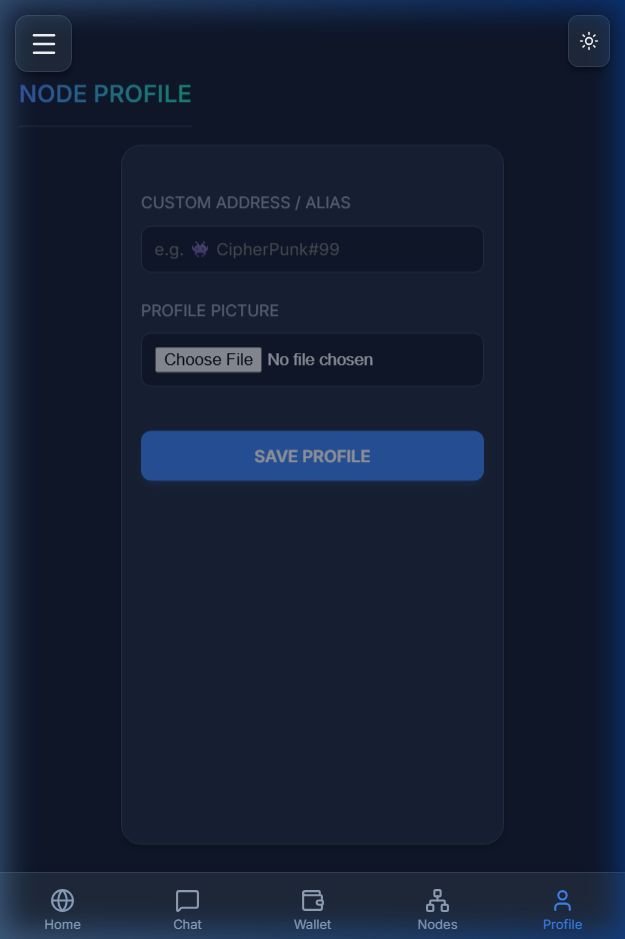 NODE PROFILE
CUSTOM ADDRESS / ALIAS
e.g. 👾 CipherPunk#99
PROFILE PICTURE
Choose File No file chosen
SAVE PROFILE
Home Chat Wallet Nodes Profile